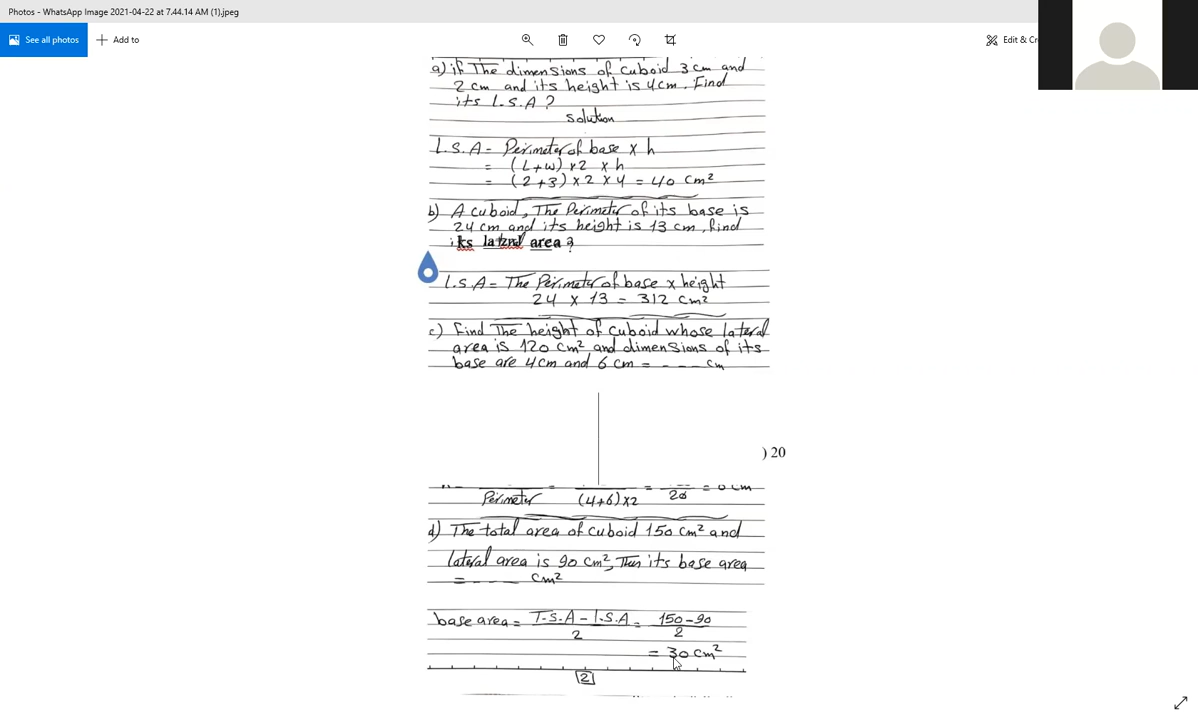 Photos - WhatsApp Image 2021-04-22 at 7.44.14 AM (1).jpeg
See all photos
Add to
Edit & Cr
a) if The dimensions of cuboid 3 cm and
2 cm and its height is 4 cm. Find
its L.S.A ?
Solution
L.S.A = Perimeter of base x h
= (L+w) x 2 x h
= (2+3) x 2 x 4 = 40 cm²
b) A cuboid, The Perimeter of its base is
24 cm and its height is 13 cm, find
its lateral area ?
L.S.A = The Perimeter of base x height
24 x 13 = 312 cm²
c) Find The height of cuboid whose lateral
area is 120 cm² and dimensions of its
base are 4 cm and 6 cm = ---- cm
) 20
Perimeter (4+6)x2 = 20 = cm
d) The total area of cuboid 150 cm² and
lateral area is 90 cm², Then its base area
= ---- cm²
base area = T.S.A - L.S.A = 150 - 90
2 2
= 30 cm²
2